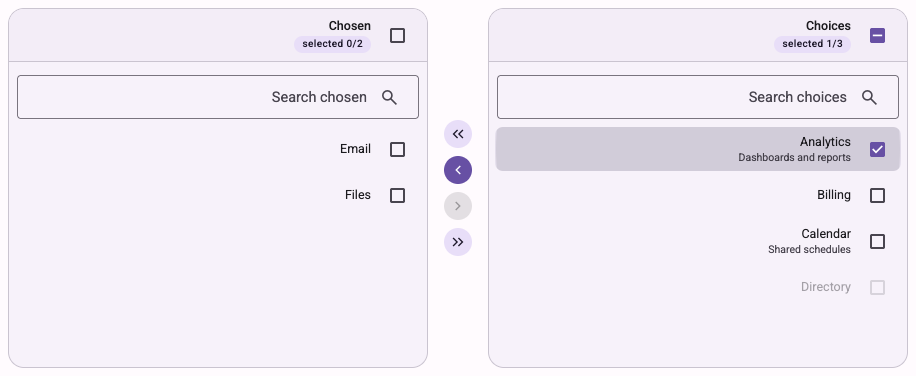 Chosen
selected 0/2
Search chosen
Email
Files
Choices
selected 1/3
Search choices
Analytics
Dashboards and reports
Billing
Calendar
Shared schedules
Directory